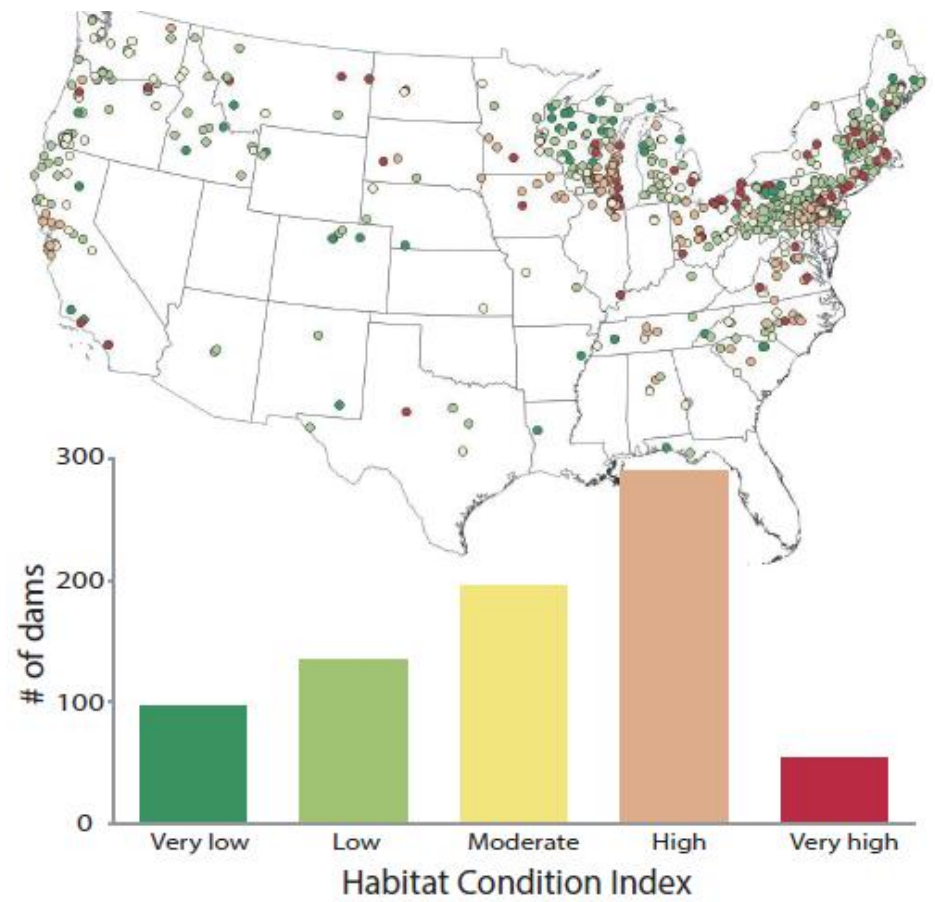 300
200
100
0
# of dams
Very low
Low
Moderate
High
Very high
Habitat Condition Index